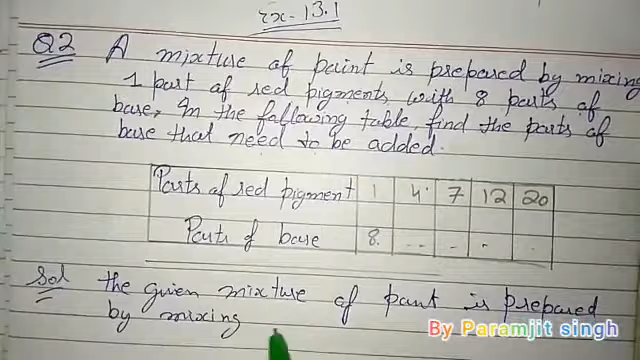 Ex-13.1
Q2 A mixture of paint is prepared by mixing
1 part of red pigments with 8 parts of
base, In the following table find the parts of
base that need to be added.
Parts of red pigment 1 4. 7 12 20
Parts of base 8. -- - - .
Sol the given mixture of paint is prepared
by mixing
By Paramjit singh